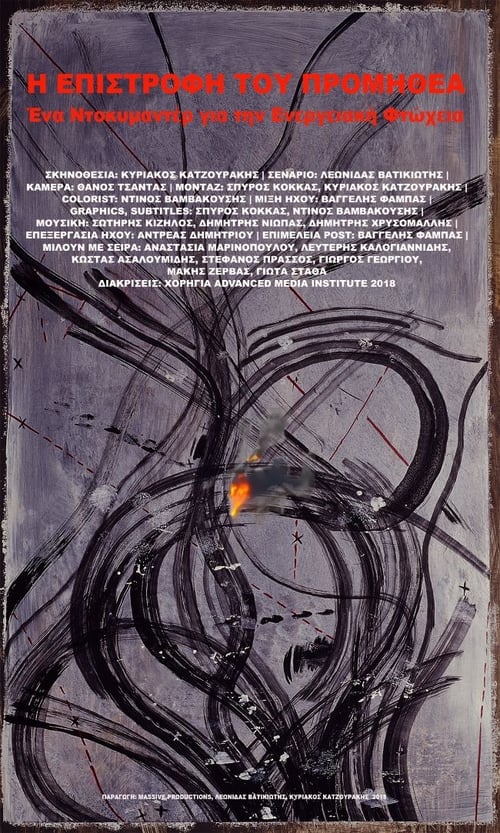 Η ΕΠΙΣΤΡΟΦΗ ΤΟΥ ΠΡΟΜΗΘΕΑ
Ένα Ντοκυμαντέρ για την Ενεργειακή Φτώχεια
ΣΚΗΝΟΘΕΣΙΑ: ΚΥΡΙΑΚΟΣ ΚΑΤΖΟΥΡΑΚΗΣ | ΣΕΝΑΡΙΟ: ΛΕΩΝΙΔΑΣ ΒΑΤΙΚΙΩΤΗΣ |
ΚΑΜΕΡΑ: ΘΑΝΟΣ ΤΣΑΝΤΑΣ | ΜΟΝΤΑΖ: ΣΠΥΡΟΣ ΚΟΚΚΑΣ, ΚΥΡΙΑΚΟΣ ΚΑΤΖΟΥΡΑΚΗΣ |
COLORIST: ΝΤΙΝΟΣ ΒΑΜΒΑΚΟΥΣΗΣ | ΜΙΞΗ ΗΧΟΥ: ΒΑΓΓΕΛΗΣ ΦΑΜΠΑΣ |
GRAPHICS, SUBTITLES: ΣΠΥΡΟΣ ΚΟΚΚΑΣ, ΝΤΙΝΟΣ ΒΑΜΒΑΚΟΥΣΗΣ |
ΜΟΥΣΙΚΗ: ΣΩΤΗΡΗΣ ΚΙΖΗΛΟΣ, ΔΗΜΗΤΡΗΣ ΝΙΩΠΑΣ, ΔΗΜΗΤΡΗΣ ΧΡΥΣΟΜΑΛΛΗΣ |
ΕΠΕΞΕΡΓΑΣΙΑ ΗΧΟΥ: ΑΝΤΡΕΑΣ ΔΗΜΗΤΡΙΟΥ | ΕΠΙΜΕΛΕΙΑ POST: ΒΑΓΓΕΛΗΣ ΦΑΜΠΑΣ |
ΜΙΛΟΥΝ ΜΕ ΣΕΙΡΑ: ΑΝΑΣΤΑΣΙΑ ΜΑΡΙΝΟΠΟΥΛΟΥ, ΛΕΥΤΕΡΗΣ ΚΑΛΟΓΙΑΝΝΙΔΗΣ,
ΚΩΣΤΑΣ ΑΣΑΛΟΥΜΙΔΗΣ, ΣΤΕΦΑΝΟΣ ΠΡΑΣΣΟΣ, ΓΙΩΡΓΟΣ ΓΕΩΡΓΙΟΥ,
ΜΑΚΗΣ ΖΕΡΒΑΣ, ΓΙΩΤΑ ΣΤΑΘΑ
ΔΙΑΚΡΙΣΕΙΣ: ΧΟΡΗΓΙΑ ADVANCED MEDIA INSTITUTE 2018
ΠΑΡΑΓΩΓΗ: MASSIVE PRODUCTIONS, ΛΕΩΝΙΔΑΣ ΒΑΤΙΚΙΩΤΗΣ, ΚΥΡΙΑΚΟΣ ΚΑΤΖΟΥΡΑΚΗΣ